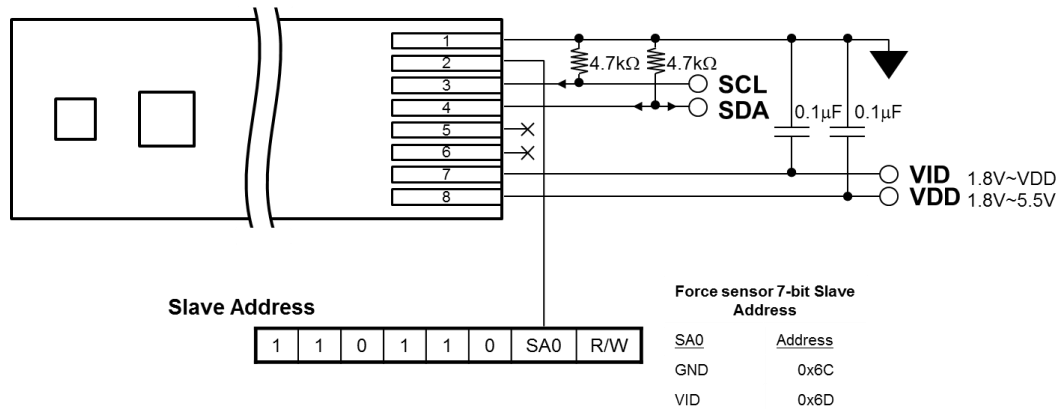 1
2
3
4
5
6
7
8
4.7kΩ 4.7kΩ
SCL
SDA
0.1µF 0.1µF
VID 1.8V~VDD
VDD 1.8V~5.5V
Slave Address
1 1 0 1 1 0 SA0 R/W
Force sensor 7-bit Slave
Address
SA0 Address
GND 0x6C
VID 0x6D